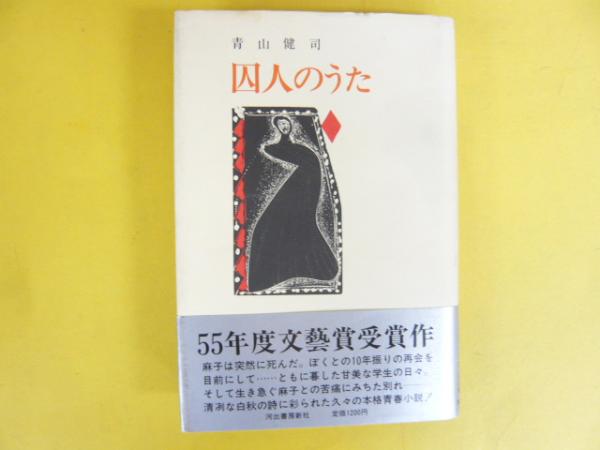 青山健司
囚人のうた
55年度文藝賞受賞作
麻子は突然に死んだ。ぼくとの10年振りの再会を
目前にして……ともに暮した甘美な学生の日々。
そして生き急ぐ麻子との苦痛にみちた別れ――
清冽な白秋の詩に彩られた久々の本格青春小説！
河出書房新社 定価1200円